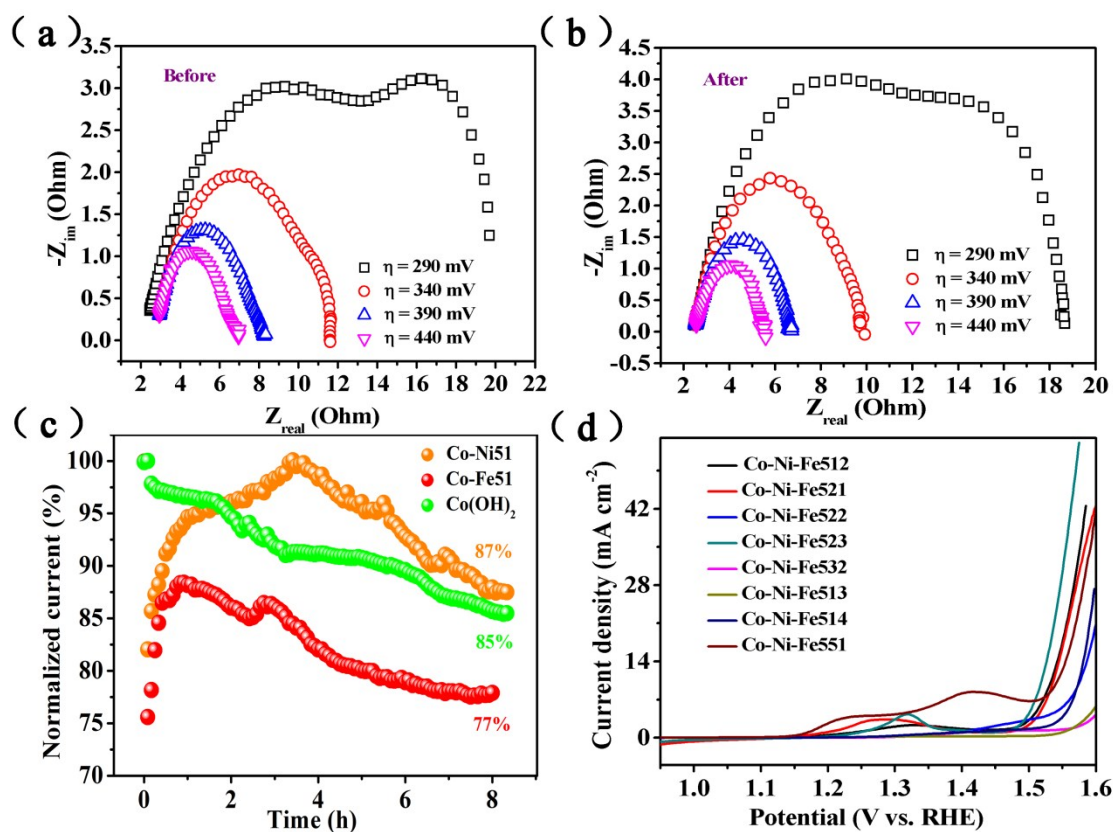 ( a )
Before
3.5
3.0
2.5
2.0
1.5
1.0
0.5
0.0
-Z_im (Ohm)
η = 290 mV
η = 340 mV
η = 390 mV
η = 440 mV
2 4 6 8 10 12 14 16 18 20 22
Z_real (Ohm)
( b )
After
4.5
4.0
3.5
3.0
2.5
2.0
1.5
1.0
0.5
0.0
-0.5
-Z_im (Ohm)
η = 290 mV
η = 340 mV
η = 390 mV
η = 440 mV
0 2 4 6 8 10 12 14 16 18 20
Z_real (Ohm)
( c )
100
95
90
85
80
75
70
Normalized current (%)
Co-Ni51
Co-Fe51
Co(OH)₂
87%
85%
77%
0 2 4 6 8
Time (h)
( d )
42
28
14
0
Current density (mA cm⁻²)
Co-Ni-Fe512
Co-Ni-Fe521
Co-Ni-Fe522
Co-Ni-Fe523
Co-Ni-Fe532
Co-Ni-Fe513
Co-Ni-Fe514
Co-Ni-Fe551
1.0 1.1 1.2 1.3 1.4 1.5 1.6
Potential (V vs. RHE)